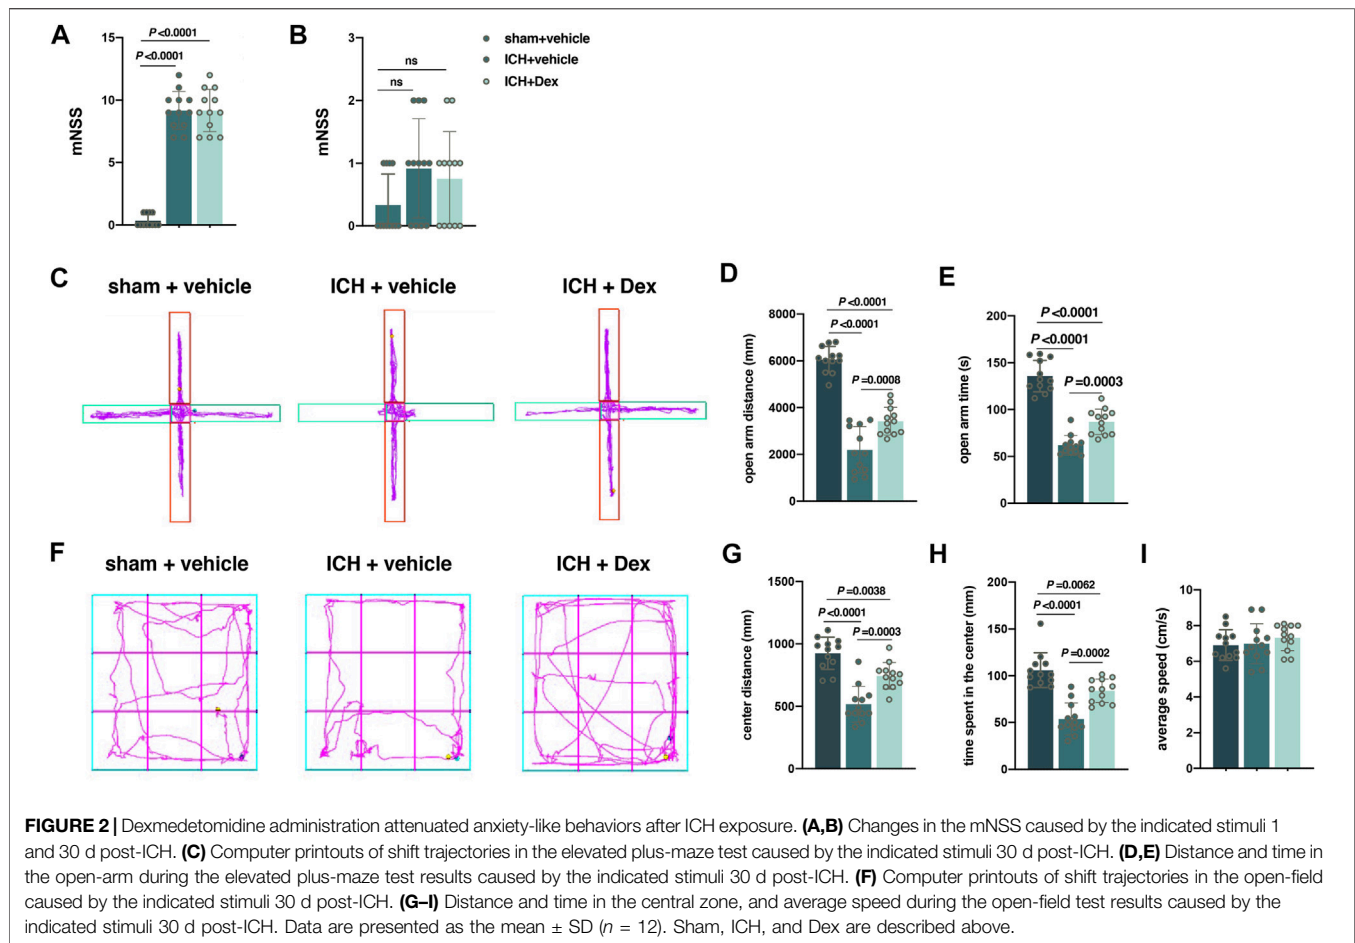 A
B
15
10
5
0
mNSS
P <0.0001
P <0.0001
3
2
1
0
mNSS
ns
ns
sham+vehicle
ICH+vehicle
ICH+Dex
C
sham + vehicle
ICH + vehicle
ICH + Dex
D
8000
6000
4000
2000
0
open arm distance (mm)
P <0.0001
P <0.0001
P =0.0008
E
200
150
100
50
0
open arm time (s)
P <0.0001
P <0.0001
P =0.0003
F
sham + vehicle
ICH + vehicle
ICH + Dex
G
1500
1000
500
0
center distance (mm)
P =0.0038
P <0.0001
P =0.0003
H
200
150
100
50
0
time spent in the center (mm)
P =0.0062
P <0.0001
P =0.0002
I
10
8
6
4
2
0
average speed (cm/s)
FIGURE 2 | Dexmedetomidine administration attenuated anxiety-like behaviors after ICH exposure. (A,B) Changes in the mNSS caused by the indicated stimuli 1
and 30 d post-ICH. (C) Computer printouts of shift trajectories in the elevated plus-maze test caused by the indicated stimuli 30 d post-ICH. (D,E) Distance and time in
the open-arm during the elevated plus-maze test results caused by the indicated stimuli 30 d post-ICH. (F) Computer printouts of shift trajectories in the open-field
caused by the indicated stimuli 30 d post-ICH. (G–I) Distance and time in the central zone, and average speed during the open-field test results caused by the
indicated stimuli 30 d post-ICH. Data are presented as the mean ± SD (n = 12). Sham, ICH, and Dex are described above.